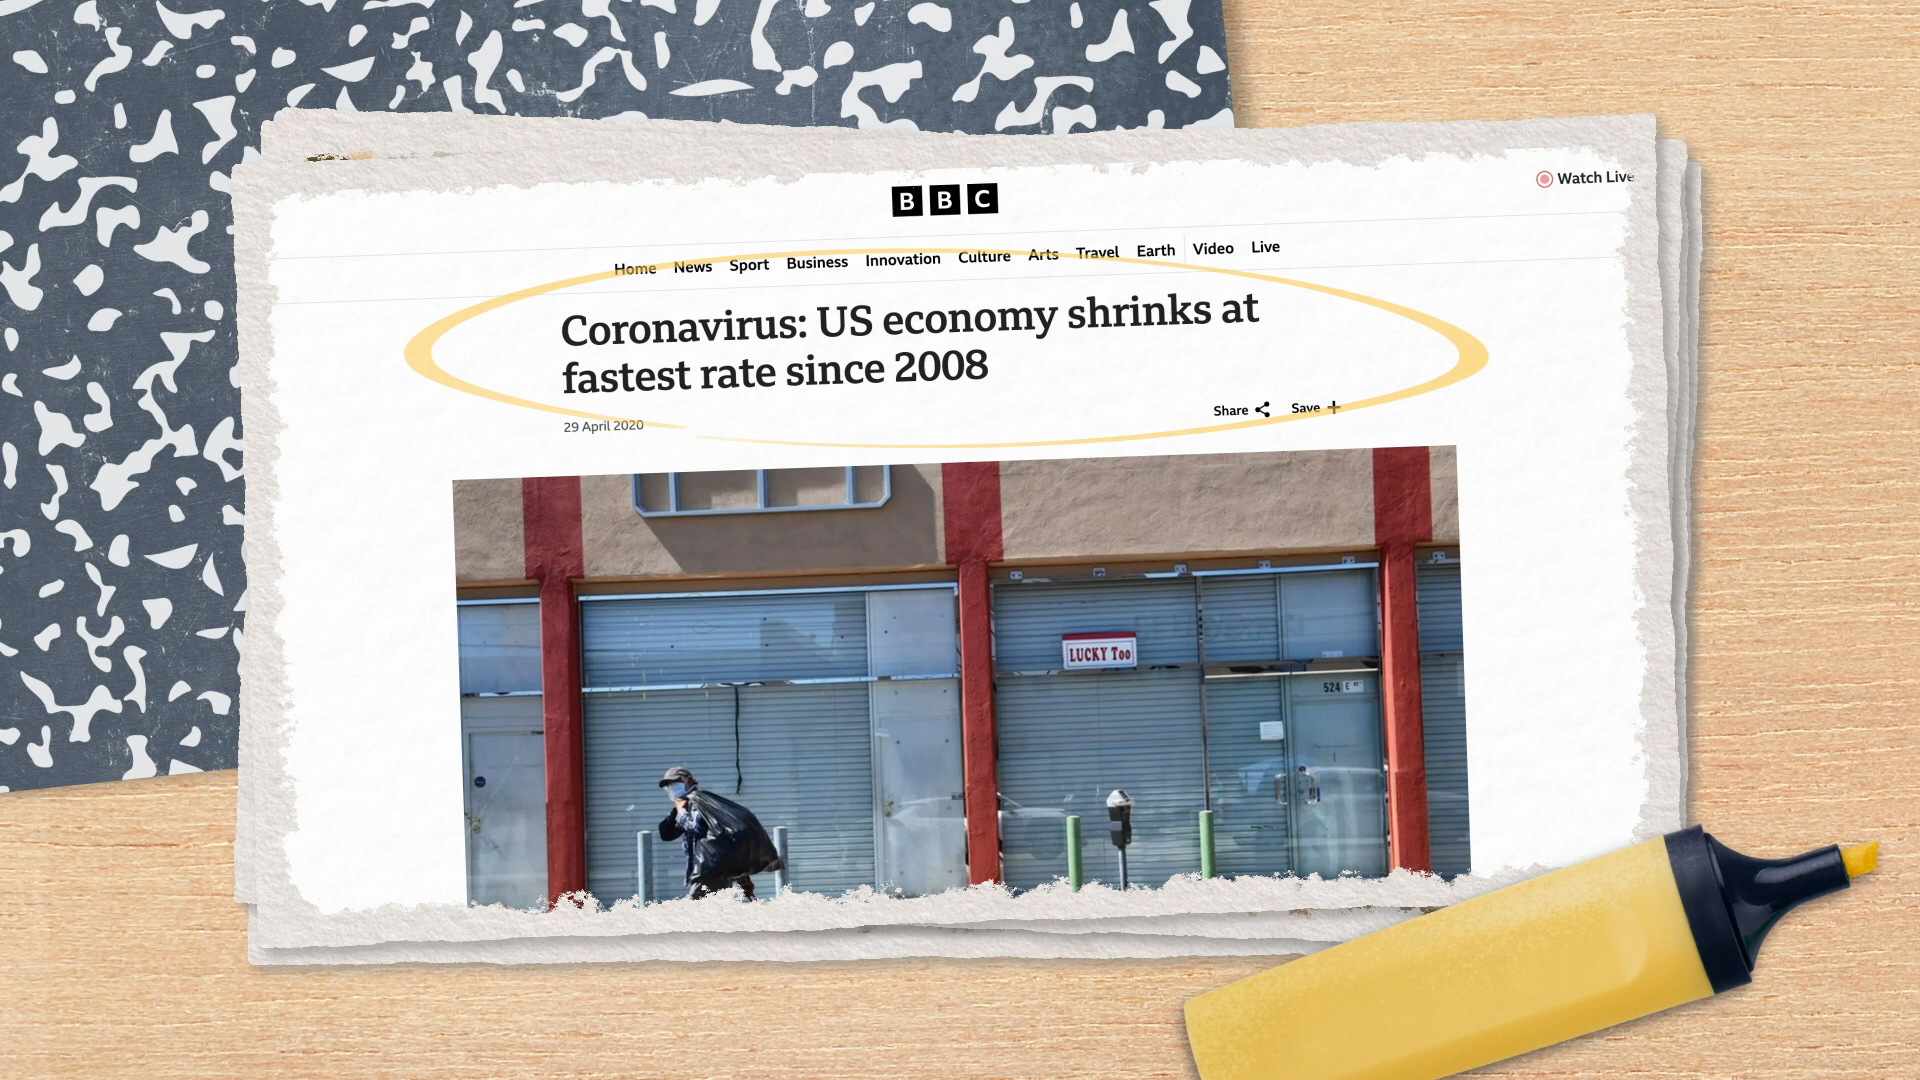 BBC
Watch Live
Home News Sport Business Innovation Culture Arts Travel Earth Video Live
Coronavirus: US economy shrinks at
fastest rate since 2008
29 April 2020
Share Save
LUCKY Too
524 E